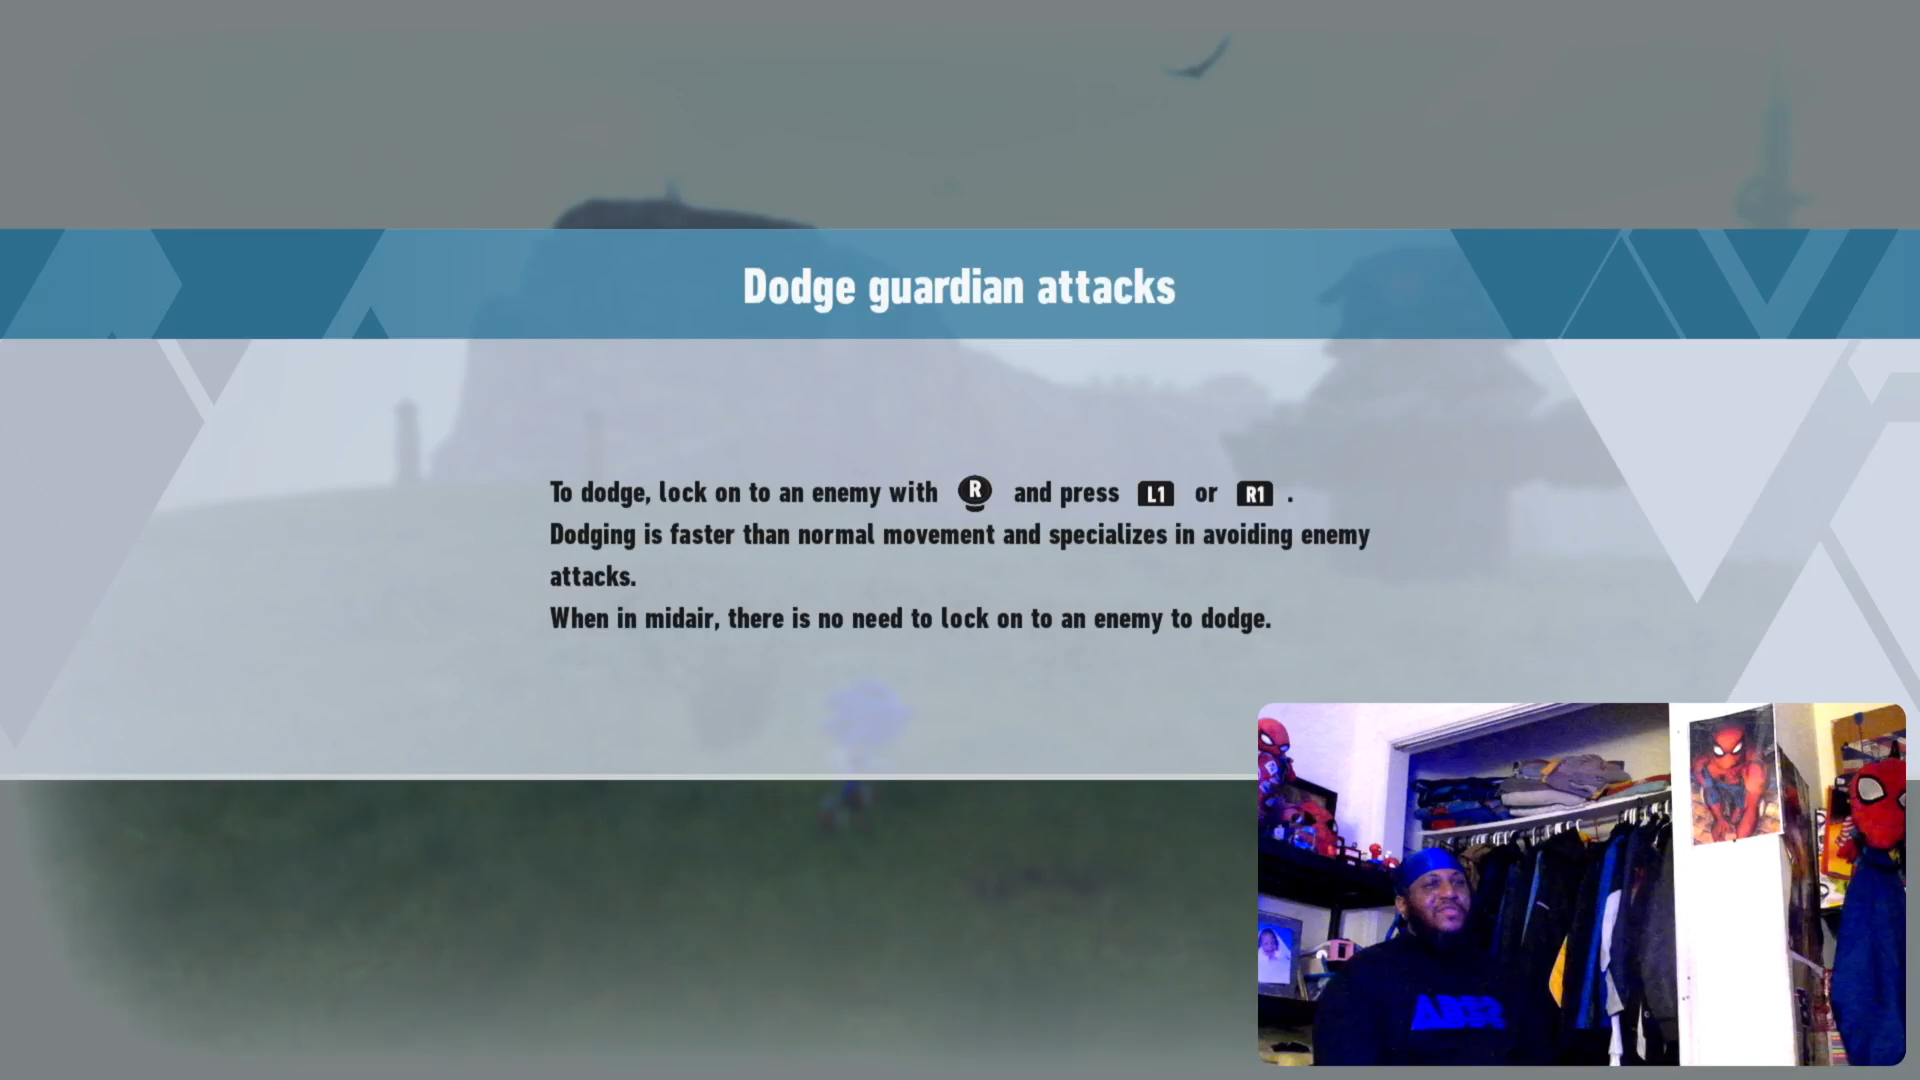 Dodge guardian attacks
To dodge, lock on to an enemy with R and press L1 or R1 .
Dodging is faster than normal movement and specializes in avoiding enemy
attacks.
When in midair, there is no need to lock on to an enemy to dodge.